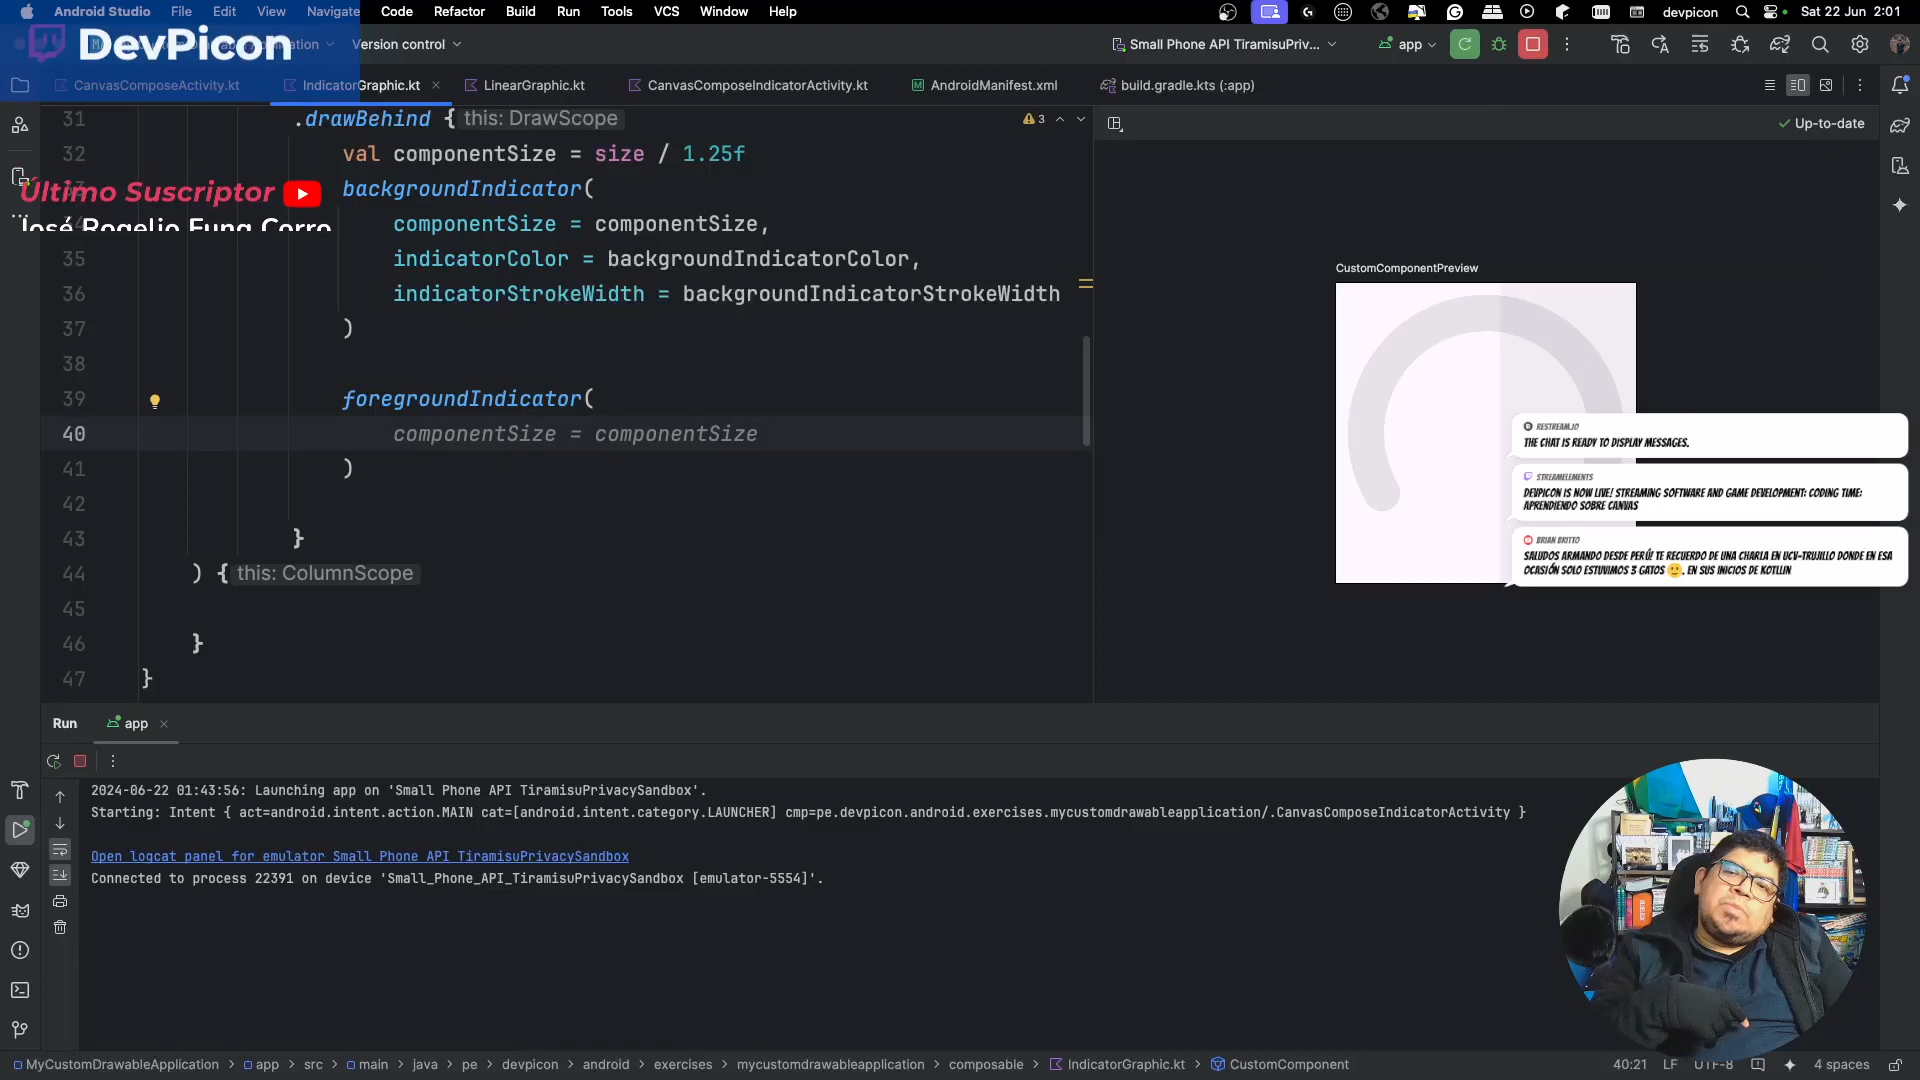 Android Studio File Edit View Navigate Code Refactor Build Run Tools VCS Window Help devpicon Sat 22 Jun 2:01
DevPicon
Version control
Small Phone API TiramisuPriv... app
CanvasComposeActivity.kt IndicatorGraphic.kt LinearGraphic.kt CanvasComposeIndicatorActivity.kt AndroidManifest.xml build.gradle.kts (:app)
31 .drawBehind { this: DrawScope 3
Up-to-date
32 val componentSize = size / 1.25f
backgroundIndicator(
Último Suscriptor
José Rogelio Fung Corro
componentSize = componentSize,
35 indicatorColor = backgroundIndicatorColor,
36 indicatorStrokeWidth = backgroundIndicatorStrokeWidth
37 )
38
39 foregroundIndicator(
40 componentSize = componentSize
41 )
42
43 }
44 ) { this: ColumnScope
45
46 }
47 }
CustomComponentPreview
RESTREAM.IO
THE CHAT IS READY TO DISPLAY MESSAGES.
STREAMELEMENTS
DEVPICON IS NOW LIVE! STREAMING SOFTWARE AND GAME DEVELOPMENT: CODING TIME:
APRENDIENDO SOBRE CANVAS
BRIAN BRITTO
SALUDOS ARMANDO DESDE PERÚ! TE RECUERDO DE UNA CHARLA EN UCV-TRUJILLO DONDE EN ESA
OCASIÓN SOLO ESTUVIMOS 3 GATOS 🙂. EN SUS INICIOS DE KOTLLIN
Run app
2024-06-22 01:43:56: Launching app on 'Small Phone API TiramisuPrivacySandbox'.
Starting: Intent { act=android.intent.action.MAIN cat=[android.intent.category.LAUNCHER] cmp=pe.devpicon.android.exercises.mycustomdrawableapplication/.CanvasComposeIndicatorActivity }
Open logcat panel for emulator Small Phone API TiramisuPrivacySandbox
Connected to process 22391 on device 'Small_Phone_API_TiramisuPrivacySandbox [emulator-5554]'.
MyCustomDrawableApplication > app > src > main > java > pe > devpicon > android > exercises > mycustomdrawableapplication > composable > IndicatorGraphic.kt > CustomComponent 40:21 LF UTF-8 4 spaces